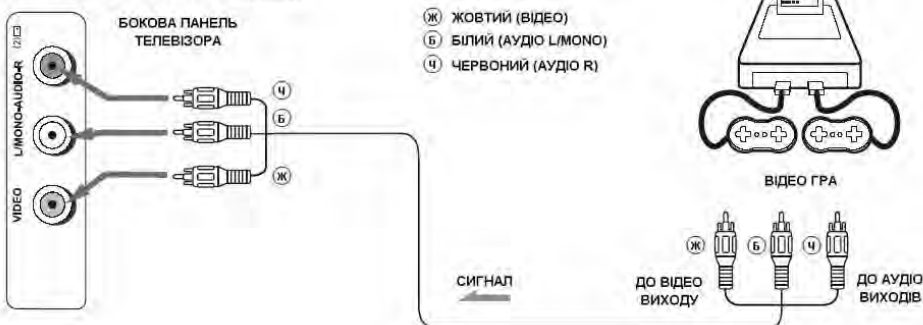 БОКОВА ПАНЕЛЬ
ТЕЛЕВІЗОРА
Ж ЖОВТИЙ (ВІДЕО)
Б БІЛИЙ (АУДІО L/MONO)
Ч ЧЕРВОНИЙ (АУДІО R)
L/MONO-AUDIO-R
VIDEO
Ч
Б
Ж
ВІДЕО ГРА
Ж Б Ч
СИГНАЛ
ДО ВІДЕО
ВИХОДУ
ДО АУДІО
ВИХОДІВ